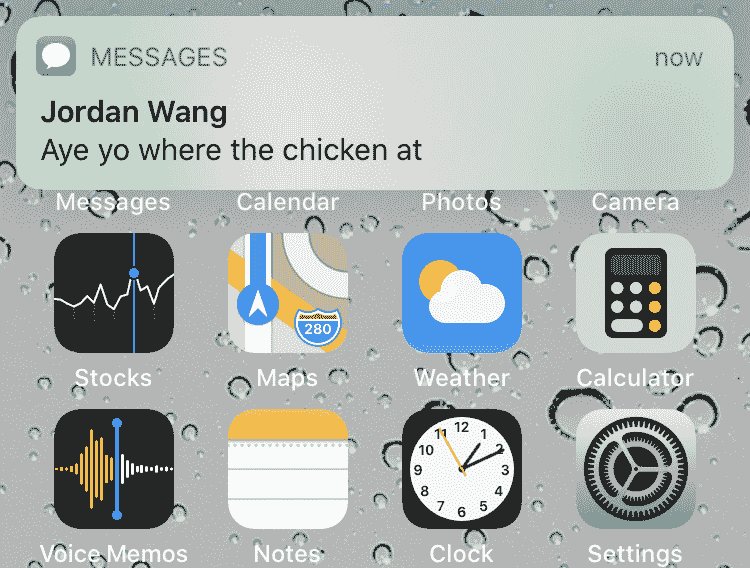 MESSAGES now
Jordan Wang
Aye yo where the chicken at
Messages Calendar Photos Camera
280
Stocks Maps Weather Calculator
11 12 1
10 2
9 3
8 4
7 6 5
Voice Memos Notes Clock Settings